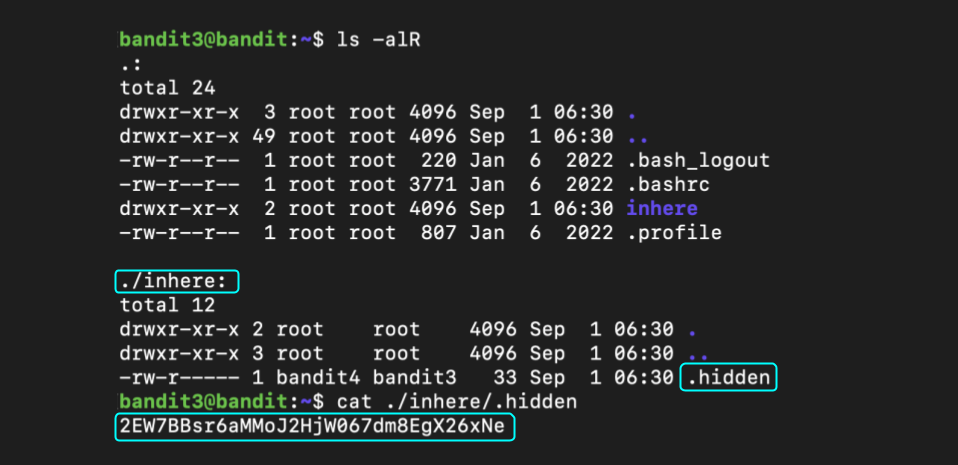 bandit3@bandit:~$ ls -alR
.:
total 24
drwxr-xr-x  3 root root 4096 Sep  1 06:30 .
drwxr-xr-x 49 root root 4096 Sep  1 06:30 ..
-rw-r--r--  1 root root  220 Jan  6  2022 .bash_logout
-rw-r--r--  1 root root 3771 Jan  6  2022 .bashrc
drwxr-xr-x  2 root root 4096 Sep  1 06:30 inhere
-rw-r--r--  1 root root  807 Jan  6  2022 .profile

./inhere:
total 12
drwxr-xr-x 2 root    root    4096 Sep  1 06:30 .
drwxr-xr-x 3 root    root    4096 Sep  1 06:30 ..
-rw-r----- 1 bandit4 bandit3   33 Sep  1 06:30 .hidden
bandit3@bandit:~$ cat ./inhere/.hidden
2EW7BBsr6aMMoJ2HjW067dm8EgX26xNe